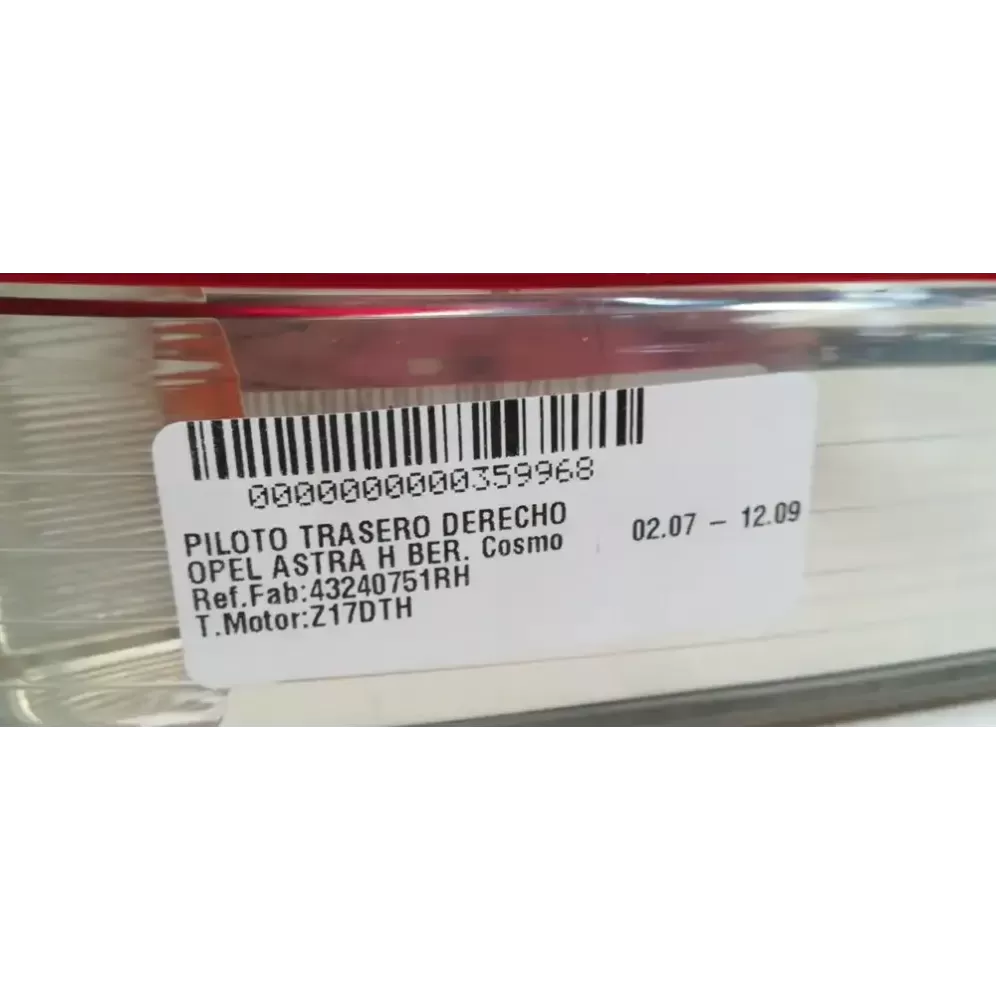 0000000000359968
PILOTO TRASERO DERECHO
OPEL ASTRA H BER. Cosmo 02.07 - 12.09
Ref.Fab:43240751RH
T.Motor:Z17DTH